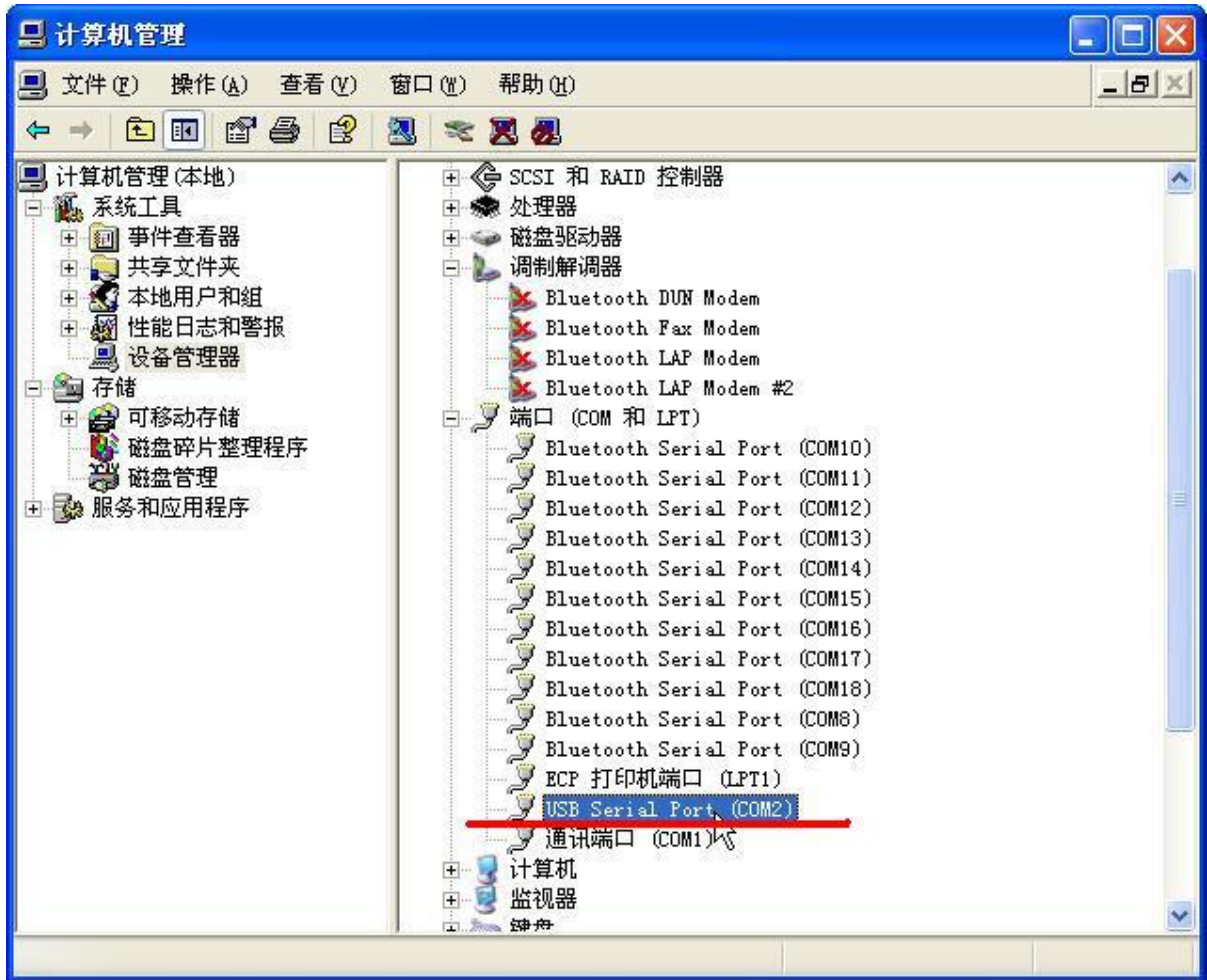 计算机管理
文件(F) 操作(A) 查看(V) 窗口(W) 帮助(H)
计算机管理(本地)
系统工具
事件查看器
共享文件夹
本地用户和组
性能日志和警报
设备管理器
存储
可移动存储
磁盘碎片整理程序
磁盘管理
服务和应用程序
SCSI 和 RAID 控制器
处理器
磁盘驱动器
调制解调器
Bluetooth DUN Modem
Bluetooth Fax Modem
Bluetooth LAP Modem
Bluetooth LAP Modem #2
端口 (COM 和 LPT)
Bluetooth Serial Port (COM10)
Bluetooth Serial Port (COM11)
Bluetooth Serial Port (COM12)
Bluetooth Serial Port (COM13)
Bluetooth Serial Port (COM14)
Bluetooth Serial Port (COM15)
Bluetooth Serial Port (COM16)
Bluetooth Serial Port (COM17)
Bluetooth Serial Port (COM18)
Bluetooth Serial Port (COM8)
Bluetooth Serial Port (COM9)
ECP 打印机端口 (LPT1)
USB Serial Port (COM2)
通讯端口 (COM1)
计算机
监视器
键盘